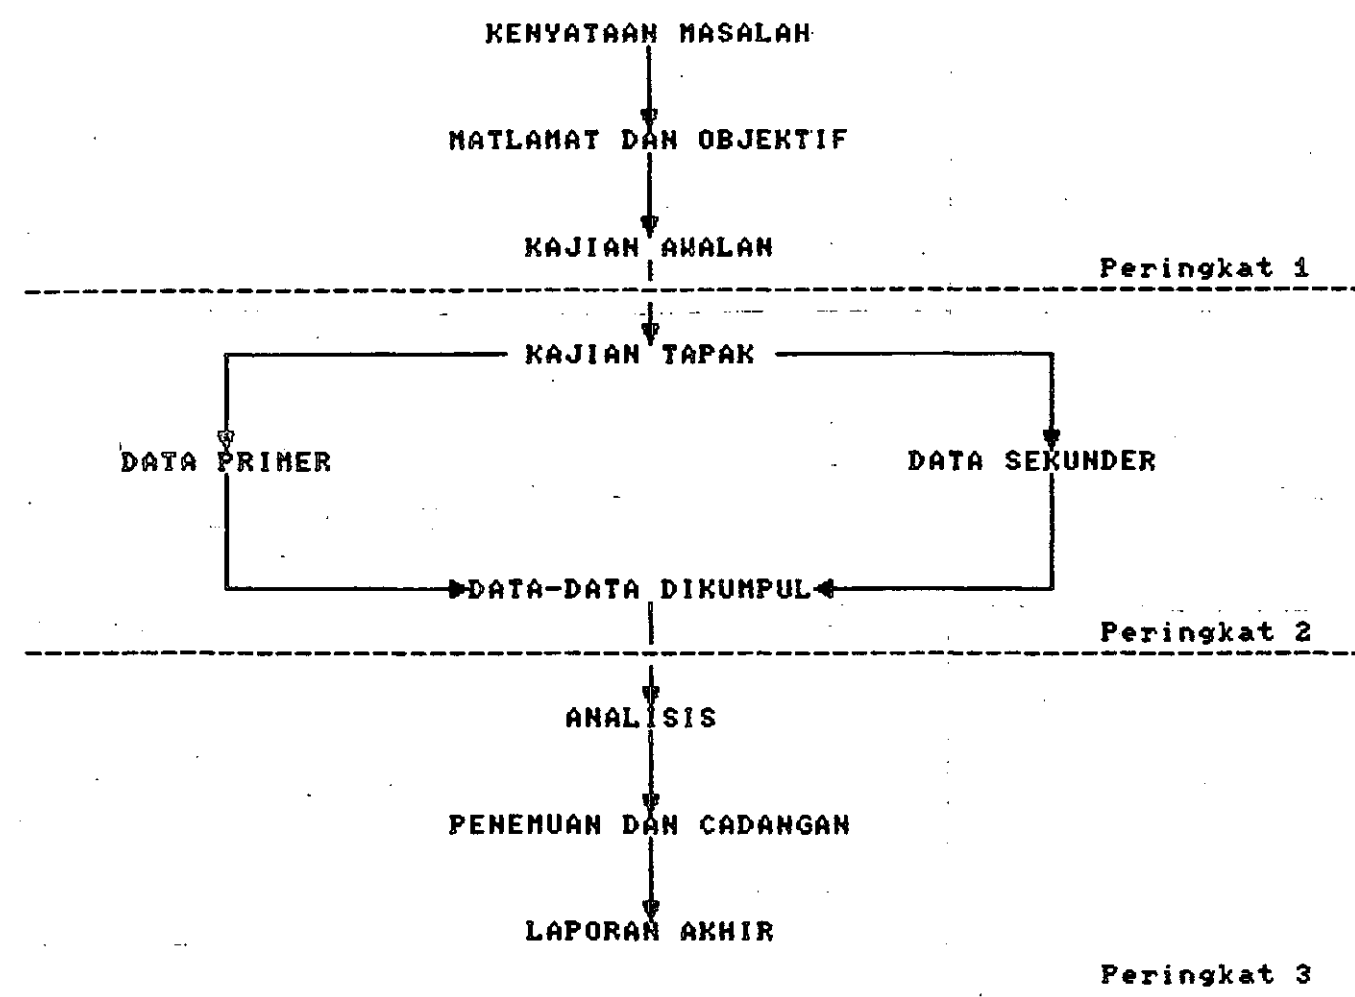 KENYATAAN MASALAH
MATLAMAT DAN OBJEKTIF
KAJIAN AWALAN
Peringkat 1
KAJIAN TAPAK
DATA PRIMER
DATA SEKUNDER
DATA-DATA DIKUMPUL
Peringkat 2
ANALISIS
PENEMUAN DAN CADANGAN
LAPORAN AKHIR
Peringkat 3